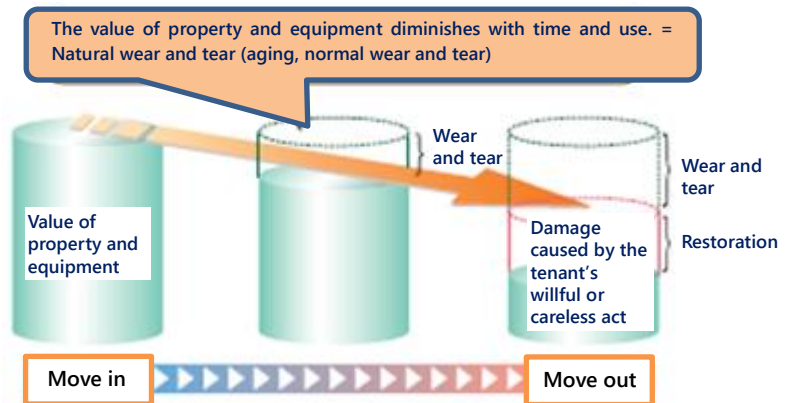 The value of property and equipment diminishes with time and use. =
Natural wear and tear (aging, normal wear and tear)
Wear
and tear
Wear and
tear
Value of
property and
equipment
Damage
caused by the
tenant's
willful or
careless act
Restoration
Move in
Move out